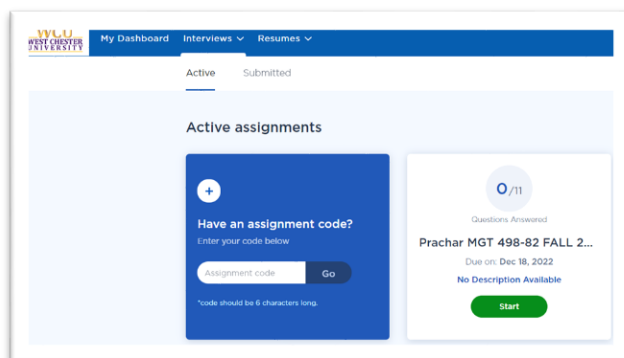 WCU
WEST CHESTER
UNIVERSITY
My Dashboard Interviews Resumes
Active Submitted
Active assignments
+
Have an assignment code?
Enter your code below
Assignment code Go
*code should be 6 characters long.
0/11
Questions Answered
Prachar MGT 498-82 FALL 2...
Due on: Dec 18, 2022
No Description Available
Start